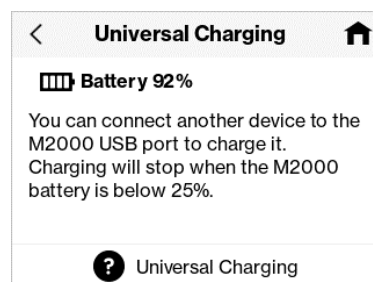 Universal Charging
Battery 92%
You can connect another device to the
M2000 USB port to charge it.
Charging will stop when the M2000
battery is below 25%.
? Universal Charging